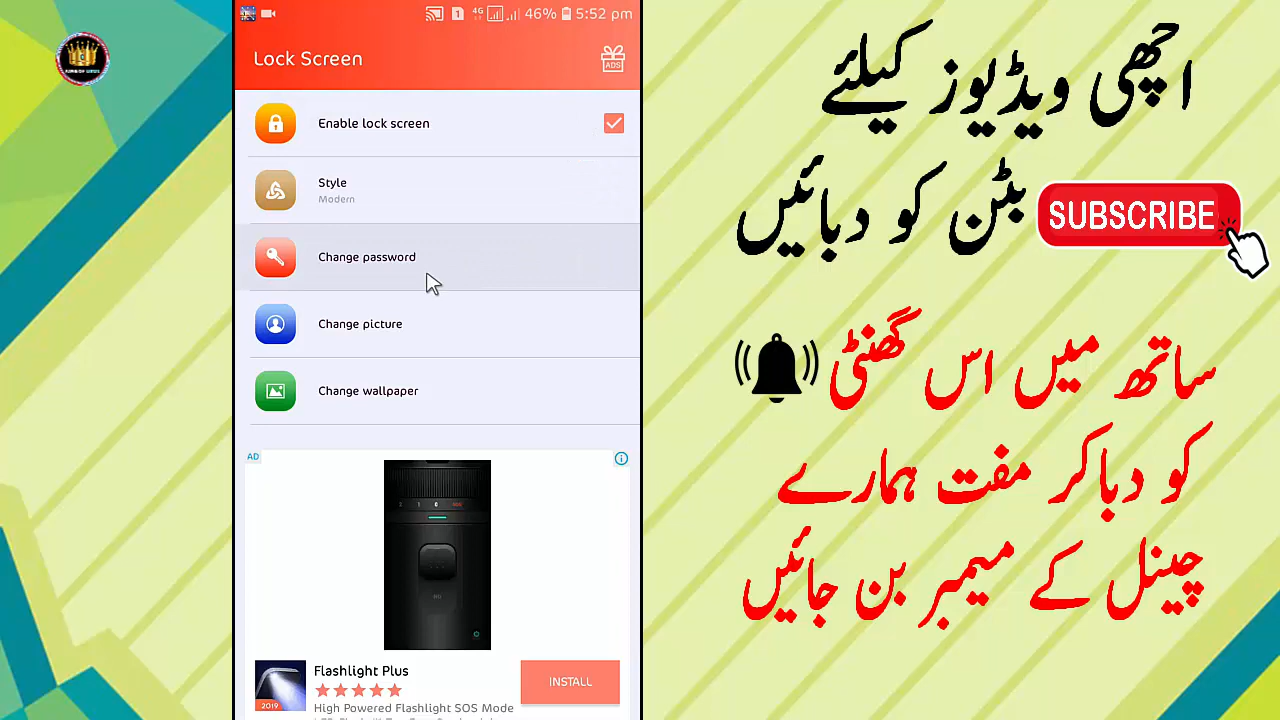 46% 5:52 pm
Lock Screen
ADS
Enable lock screen
Style
Modern
Change password
Change picture
Change wallpaper
AD
Flashlight Plus
2019
High Powered Flashlight SOS Mode
INSTALL
اچھی ویڈیوز کیلئے
SUBSCRIBE بٹن کو دبائیں
ساتھ میں اس گھنٹی
کو دباکر مفت ہمارے
چینل کے میمبر بن جائیں